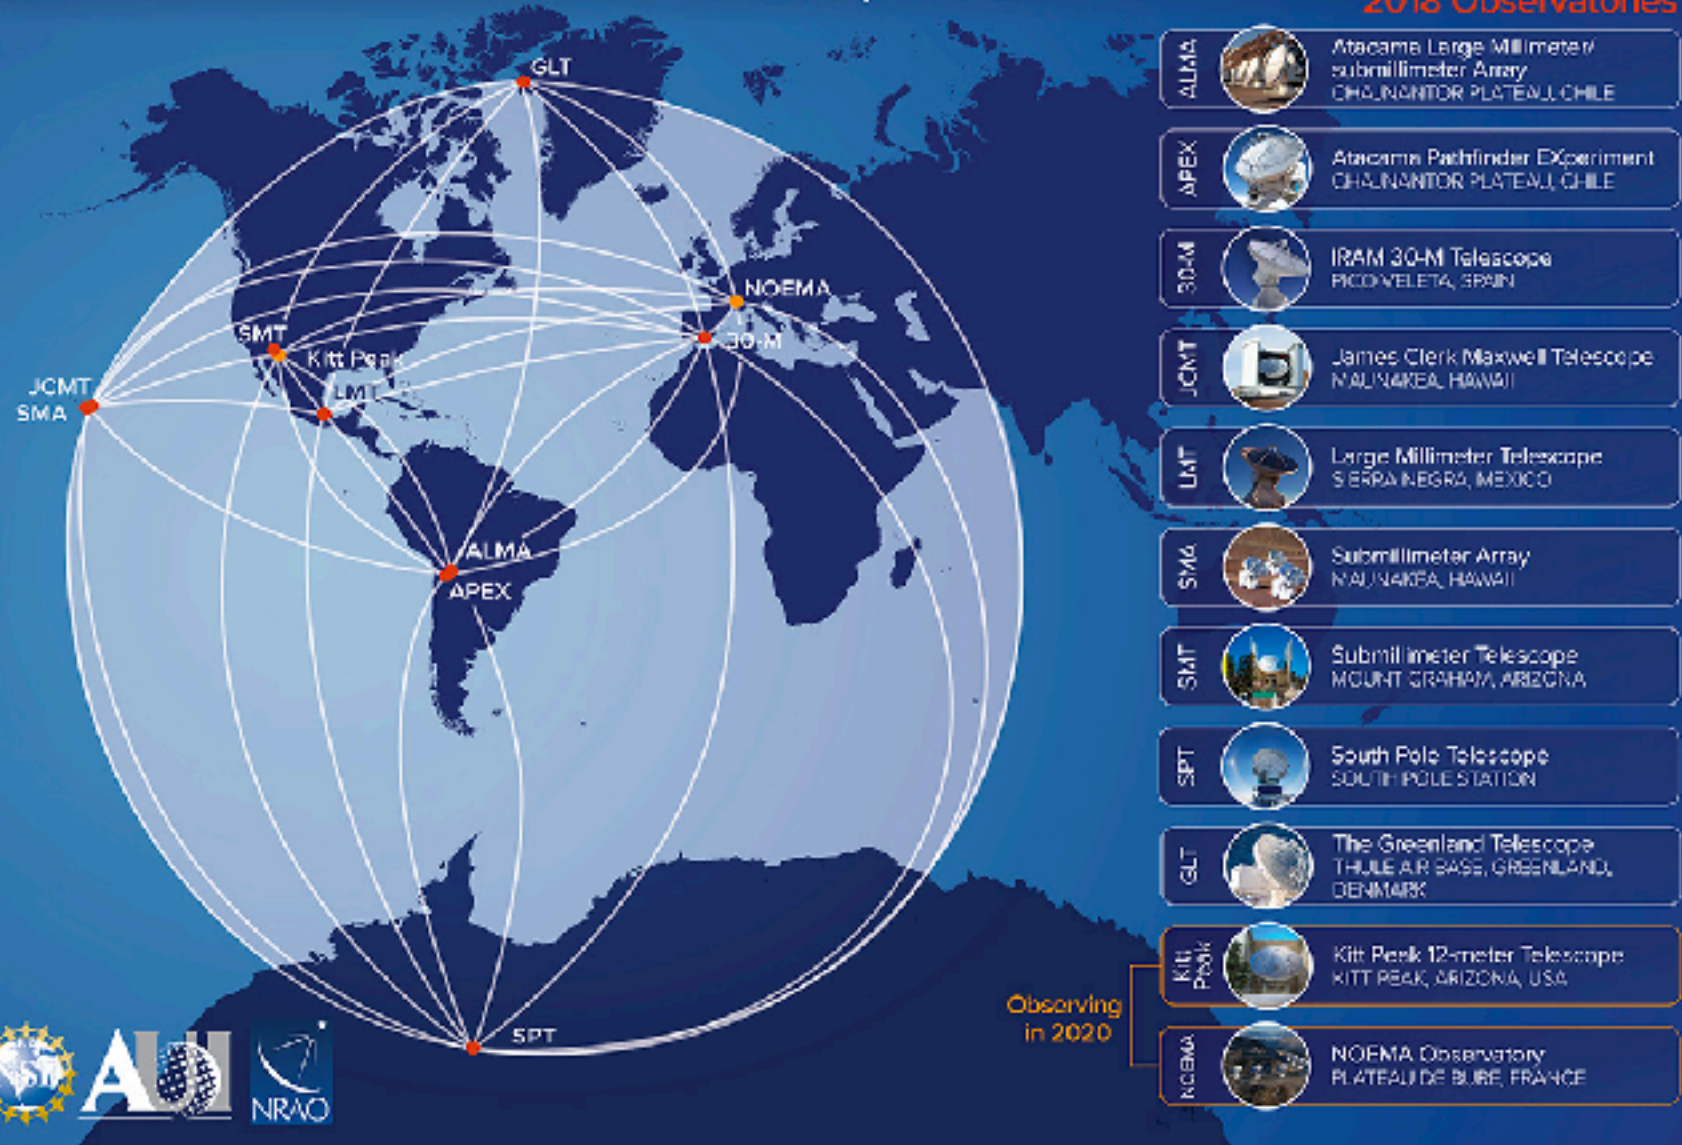 2018 Observatories
GLT
NOEMA
30-M
SMT
Kitt Peak
LMT
JCMT
SMA
ALMA
APEX
SPT
ALMA
Atacama Large Millimeter/
submillimeter Array
CHAJNANTOR PLATEAU, CHILE
APEX
Atacama Pathfinder EXperiment
CHAJNANTOR PLATEAU, CHILE
30-M
IRAM 30-M Telescope
PICO VELETA, SPAIN
JCMT
James Clerk Maxwell Telescope
MAUNAKEA, HAWAII
LMT
Large Millimeter Telescope
SIERRA NEGRA, MEXICO
SMA
Submillimeter Array
MAUNAKEA, HAWAII
SMT
Submillimeter Telescope
MOUNT GRAHAM, ARIZONA
SPT
South Pole Telescope
SOUTH POLE STATION
GLT
The Greenland Telescope
THULE AIR BASE, GREENLAND,
DENMARK
Kitt
Peak
Kitt Peak 12-meter Telescope
KITT PEAK, ARIZONA, USA
Observing
in 2020
NOEMA
NOEMA Observatory
PLATEAU DE BURE, FRANCE
NSF
AUI
NRAO